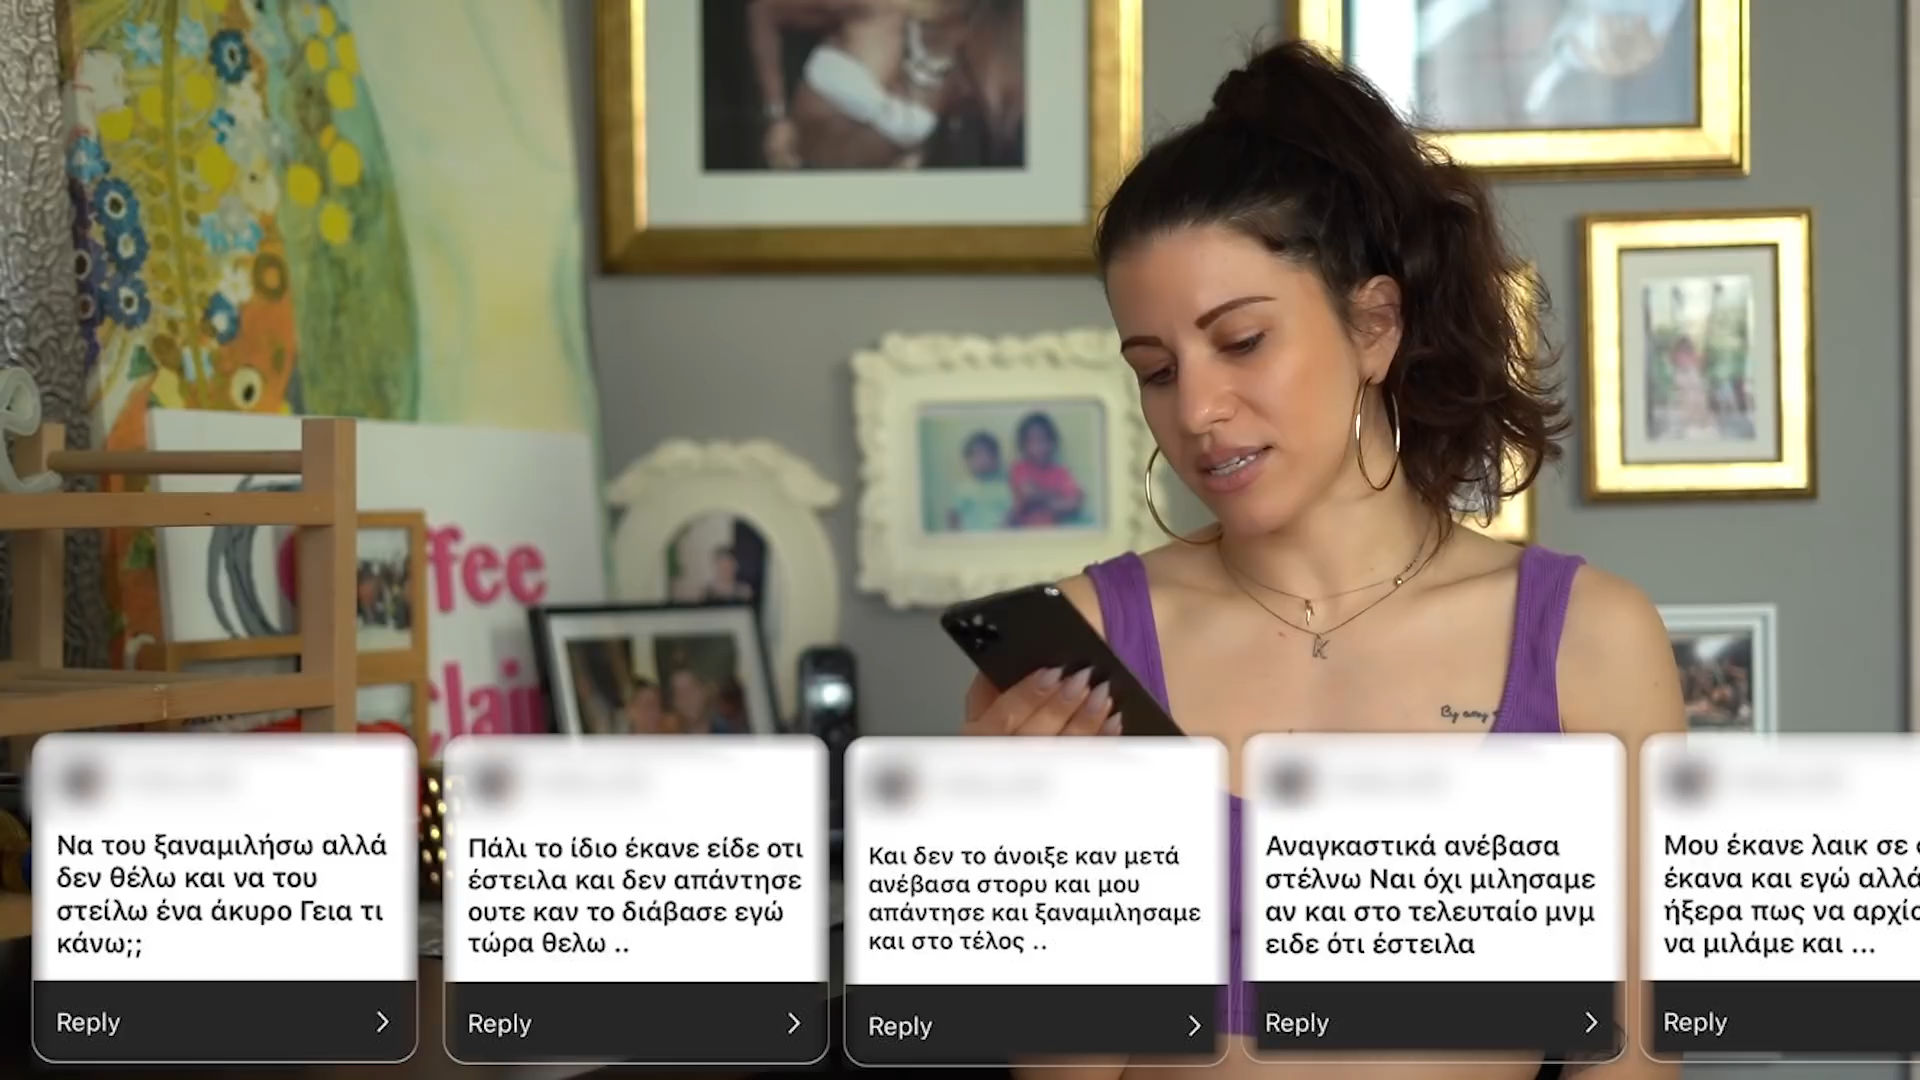 ffee
clair
By any
K
Να του ξαναμιλήσω αλλά
δεν θέλω και να του
στείλω ένα άκυρο Γεια τι
κάνω;;
Reply
Πάλι το ίδιο έκανε είδε οτι
έστειλα και δεν απάντησε
ουτε καν το διάβασε εγώ
τώρα θελω ..
Reply
Και δεν το άνοιξε καν μετά
ανέβασα στορυ και μου
απάντησε και ξαναμιλησαμε
και στο τέλος ..
Reply
Αναγκαστικά ανέβασα
στέλνω Ναι όχι μιλησαμε
αν και στο τελευταίο μνμ
ειδε ότι έστειλα
Reply
Μου έκανε λαικ σε
έκανα και εγώ αλλά
ήξερα πως να
να μιλάμε και ...
Reply